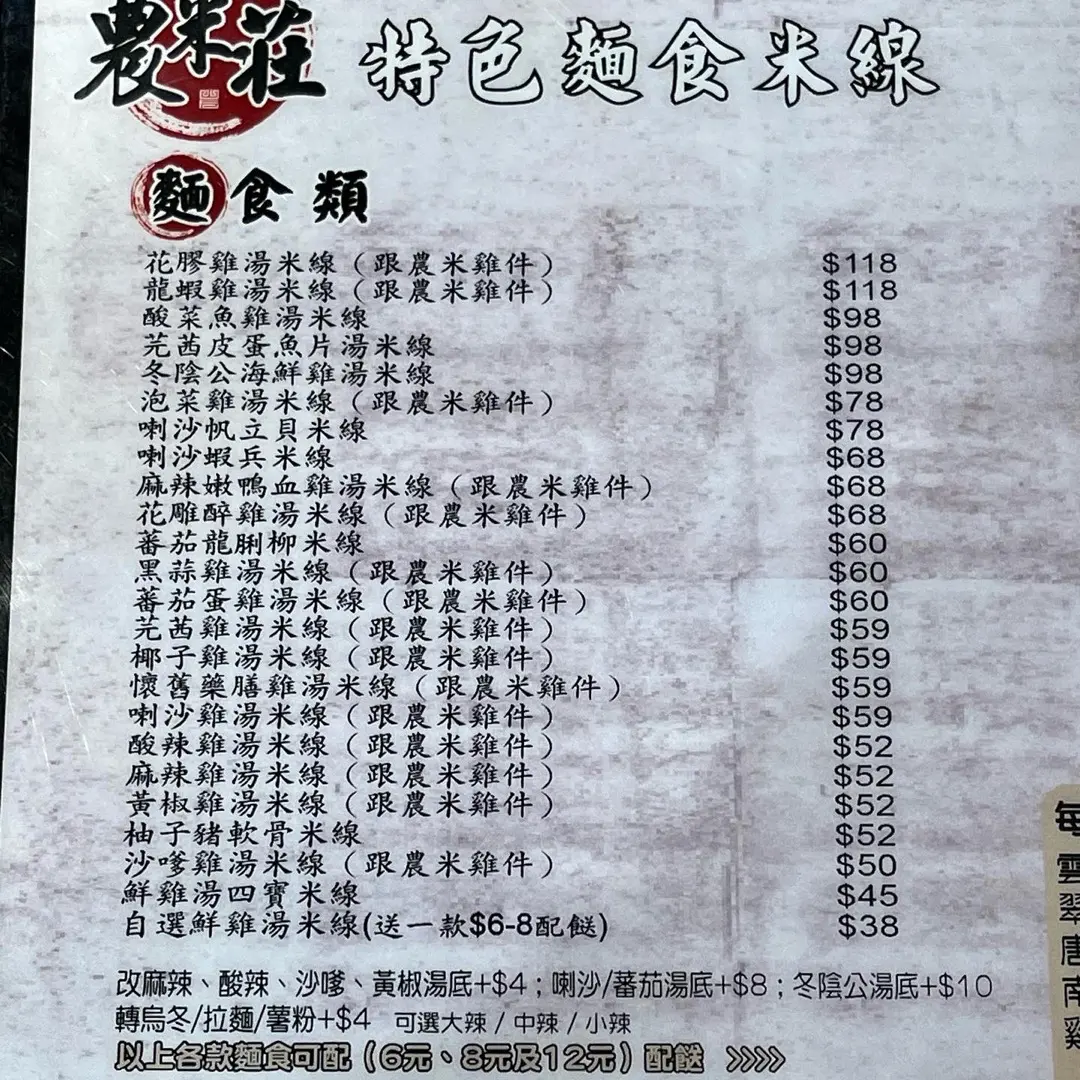 農米莊 特色麵食米線
麵食類
花膠雞湯米線（跟農米雞件） $118
龍蝦雞湯米線（跟農米雞件） $118
酸菜魚雞湯米線 $98
芫茜皮蛋魚片湯米線 $98
冬陰公海鮮雞湯米線 $98
泡菜雞湯米線（跟農米雞件） $78
喇沙帆立貝米線 $78
喇沙蝦兵米線 $68
麻辣嫩鴨血雞湯米線（跟農米雞件） $68
花雕醉雞湯米線（跟農米雞件） $68
蕃茄龍脷柳米線 $60
黑蒜雞湯米線（跟農米雞件） $60
蕃茄蛋雞湯米線（跟農米雞件） $60
芫茜雞湯米線（跟農米雞件） $59
椰子雞湯米線（跟農米雞件） $59
懷舊藥膳雞湯米線（跟農米雞件） $59
喇沙雞湯米線（跟農米雞件） $59
酸辣雞湯米線（跟農米雞件） $52
麻辣雞湯米線（跟農米雞件） $52
黃椒雞湯米線（跟農米雞件） $52
柚子豬軟骨米線 $52
沙嗲雞湯米線（跟農米雞件） $50
鮮雞湯四寶米線 $45
自選鮮雞湯米線(送一款$6-8配餸) $38
改麻辣、酸辣、沙嗲、黃椒湯底+$4；喇沙/蕃茄湯底+$8；冬陰公湯底+$10
轉烏冬/拉麵/薯粉+$4 可選大辣 / 中辣 / 小辣
以上各款麵食可配（6元、8元及12元）配餸 >>>>
每
雲
翠
唐
南
雞